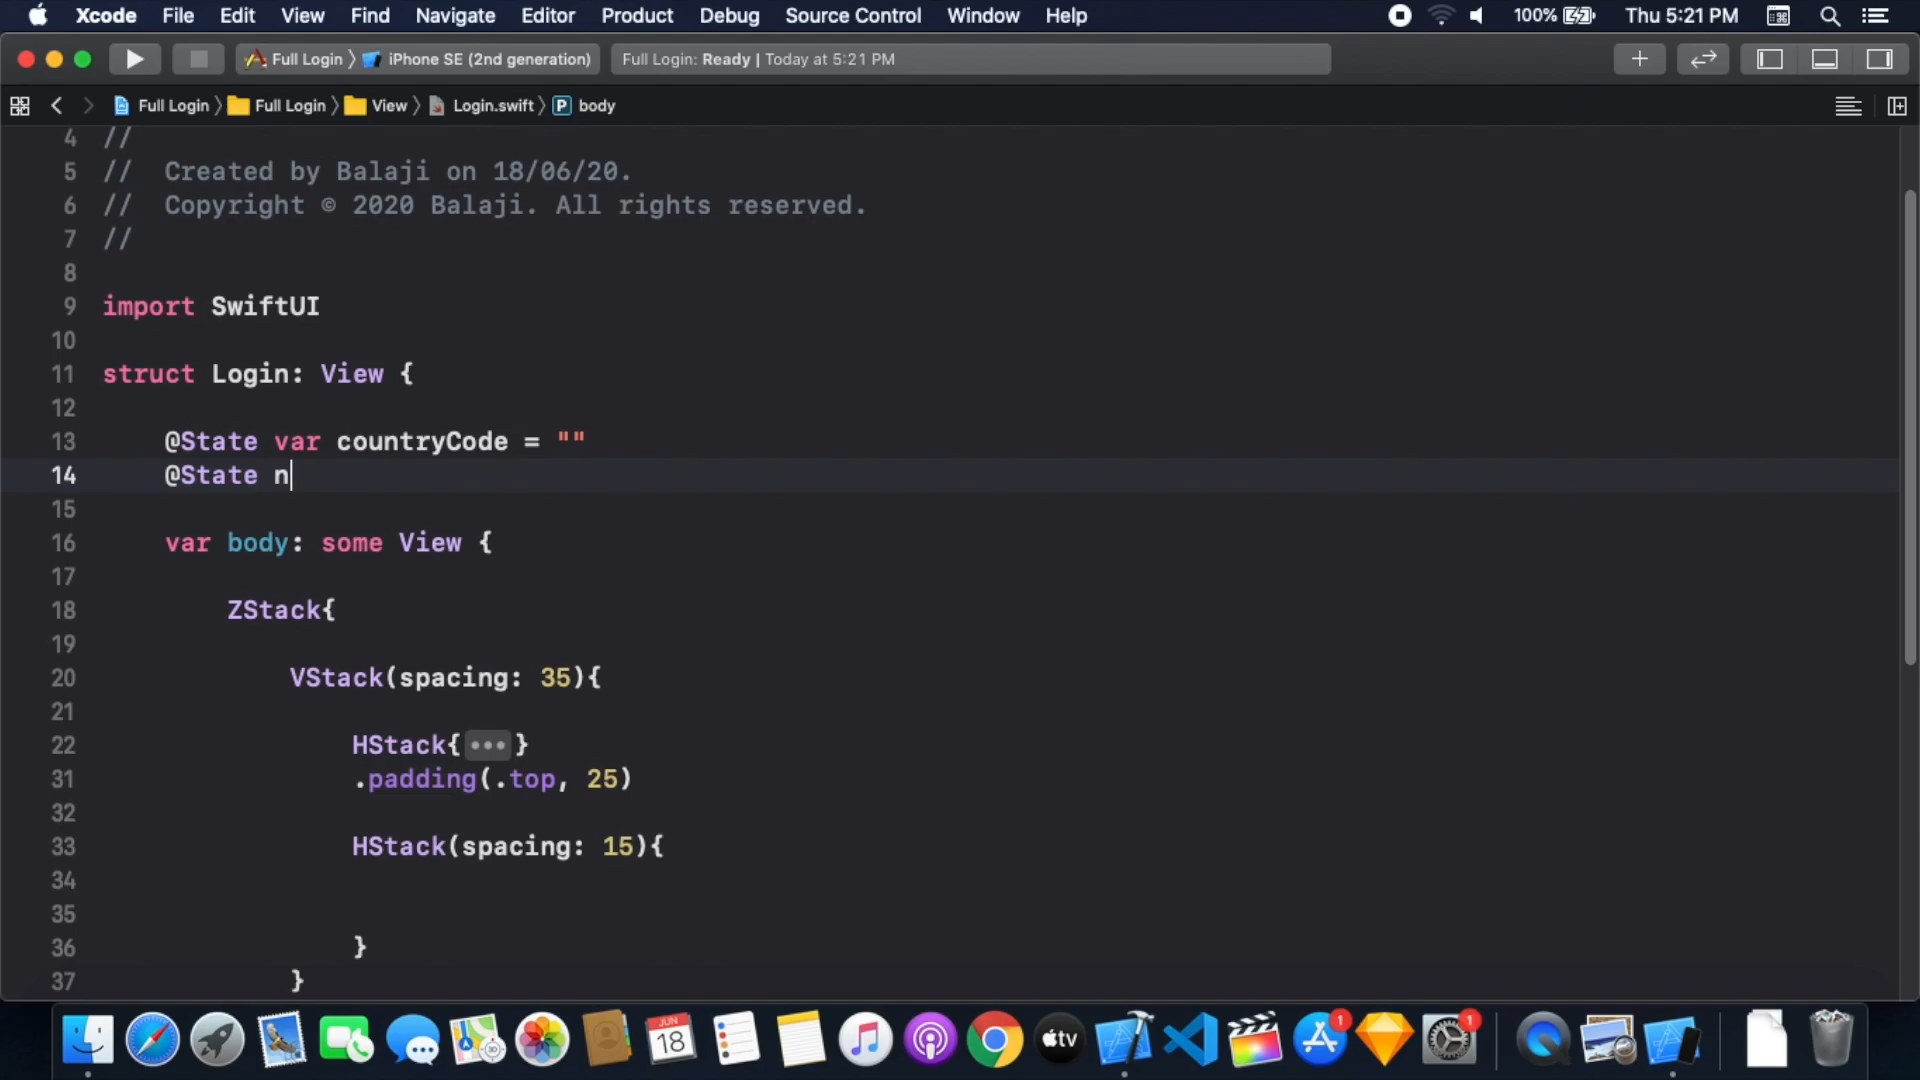 Xcode File Edit View Find Navigate Editor Product Debug Source Control Window Help 100% Thu 5:21 PM
Full Login 〉 iPhone SE (2nd generation) Full Login: Ready | Today at 5:21 PM
Full Login 〉 Full Login 〉 View 〉 Login.swift 〉 P body
4 //
5 //  Created by Balaji on 18/06/20.
6 //  Copyright © 2020 Balaji. All rights reserved.
7 //
8
9 import SwiftUI
10
11 struct Login: View {
12
13     @State var countryCode = ""
14     @State n
15
16     var body: some View {
17
18         ZStack{
19
20             VStack(spacing: 35){
21
22                 HStack{•••}
31                 .padding(.top, 25)
32
33                 HStack(spacing: 15){
34
35
36                 }
37             }
JUN
18
tv
1
1